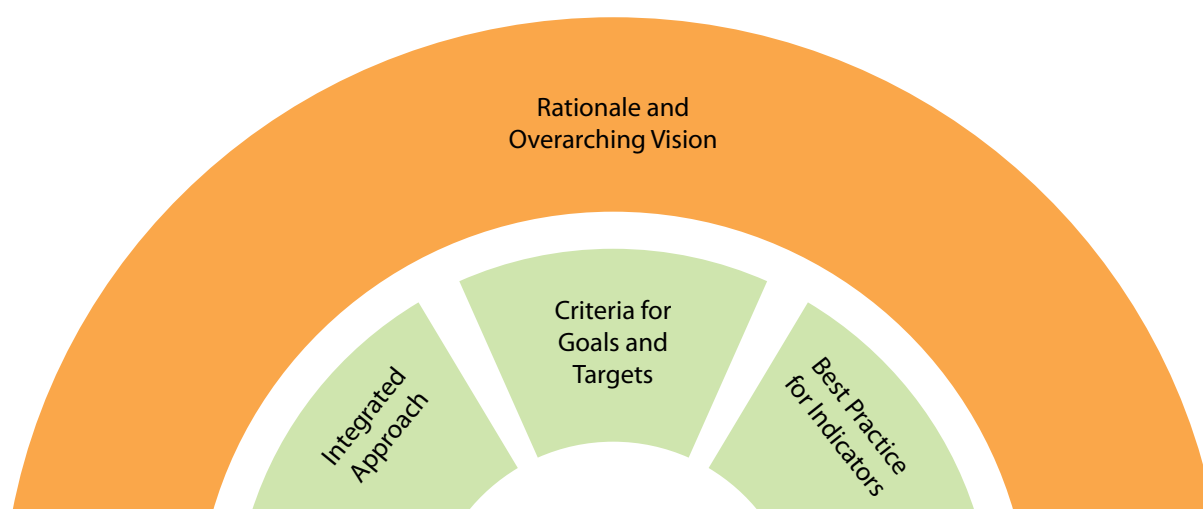 Rationale and
Overarching Vision
Criteria for
Goals and
Targets
Integrated
Approach
Best Practice
for Indicators